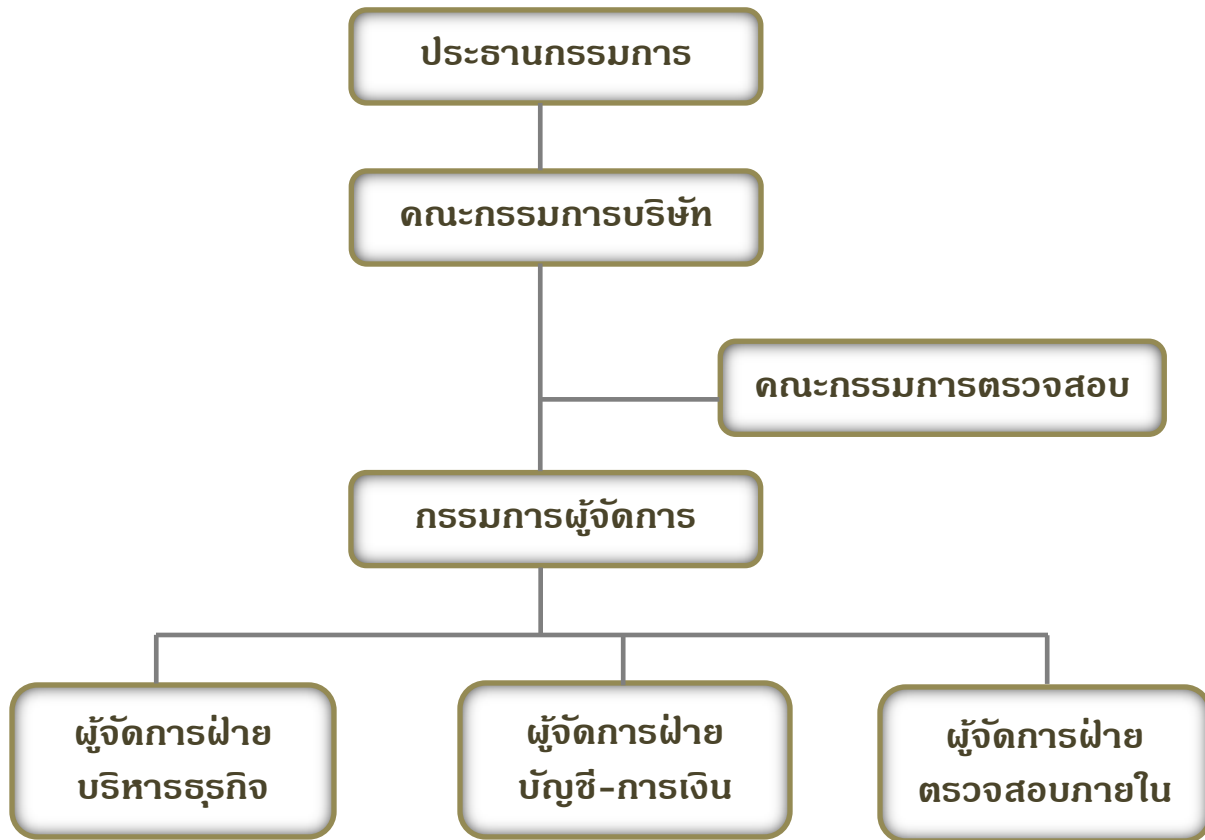 ประธานกรรมการ
คณะกรรมการบริษัท
คณะกรรมการตรวจสอบ
กรรมการผู้จัดการ
ผู้จัดการฝ่าย
บริหารธุรกิจ
ผู้จัดการฝ่าย
บัญชี-การเงิน
ผู้จัดการฝ่าย
ตรวจสอบภายใน